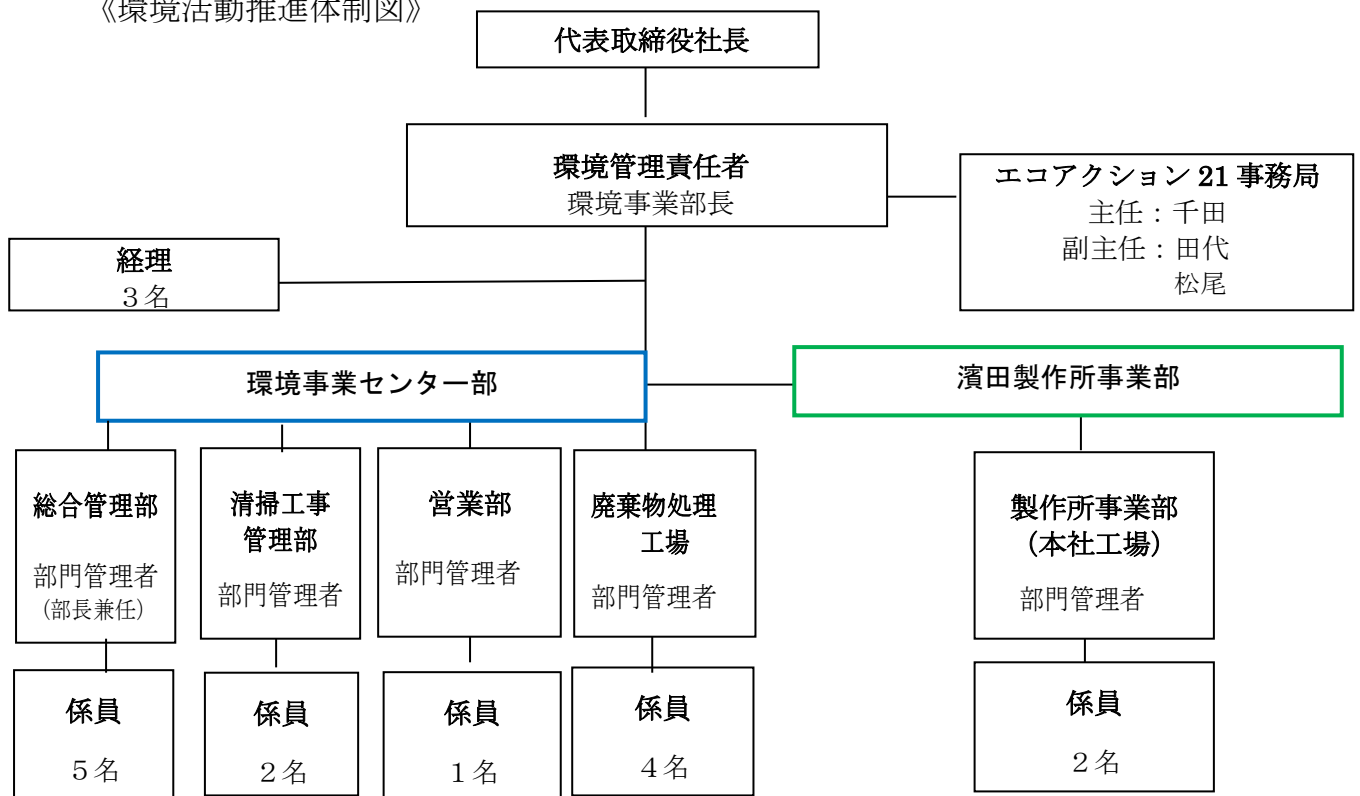 《環境活動推進体制図》
代表取締役社長
環境管理責任者
環境事業部長
エコアクション 21 事務局
主任：千田
副主任：田代
松尾
経理
３名
環境事業センター部
濱田製作所事業部
総合管理部
部門管理者
(部長兼任)
清掃工事
管理部
部門管理者
営業部
部門管理者
廃棄物処理
工場
部門管理者
製作所事業部
（本社工場）
部門管理者
係員
５名
係員
２名
係員
１名
係員
４名
係員
２名